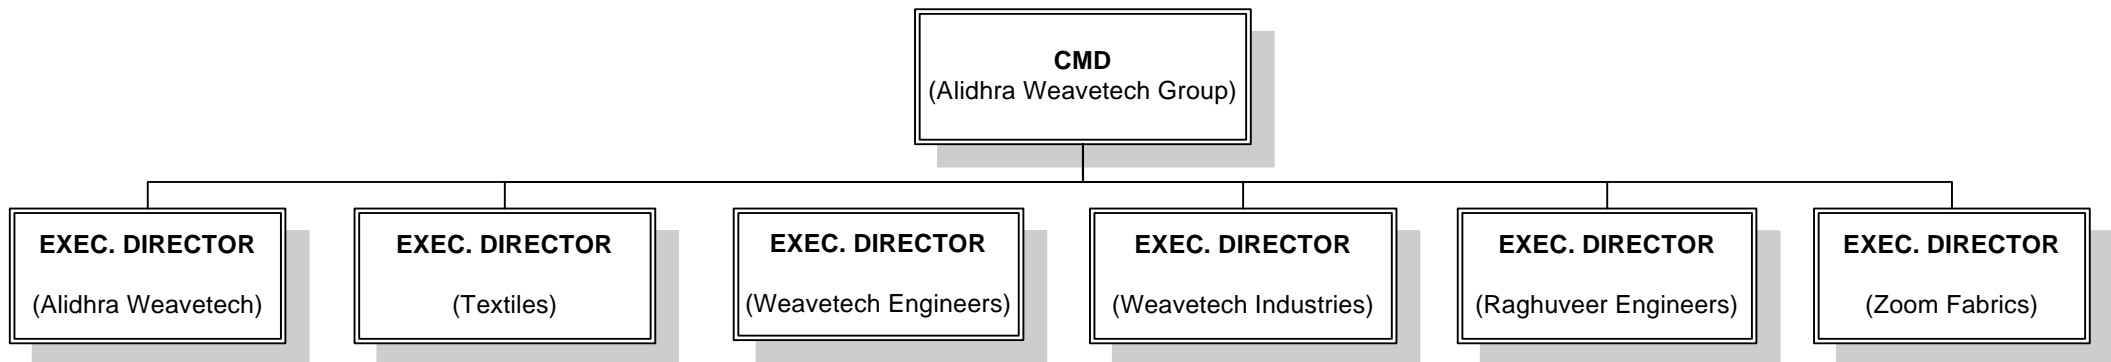 CMD
(Alidhra Weavetech Group)
EXEC. DIRECTOR
(Alidhra Weavetech)
EXEC. DIRECTOR
(Textiles)
EXEC. DIRECTOR
(Weavetech Engineers)
EXEC. DIRECTOR
(Weavetech Industries)
EXEC. DIRECTOR
(Raghuveer Engineers)
EXEC. DIRECTOR
(Zoom Fabrics)